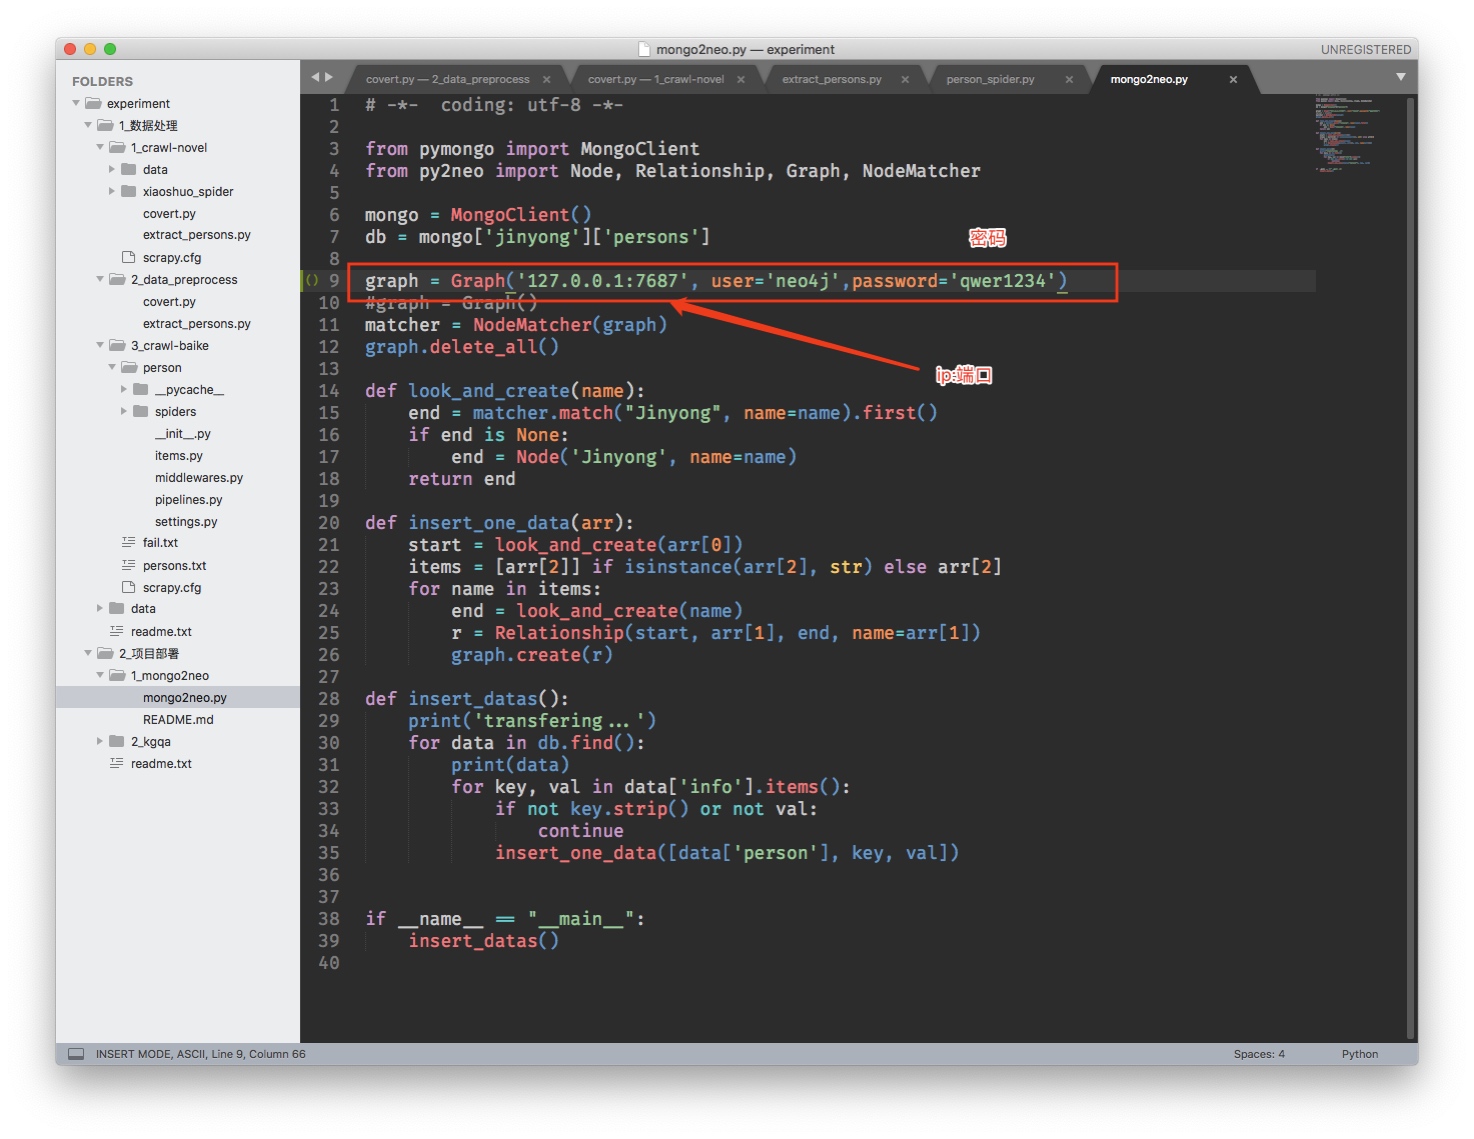 mongo2neo.py — experiment
UNREGISTERED
FOLDERS
experiment
1_数据处理
1_crawl-novel
data
xiaoshuo_spider
covert.py
extract_persons.py
scrapy.cfg
2_data_preprocess
covert.py
extract_persons.py
3_crawl-baike
person
__pycache__
spiders
__init__.py
items.py
middlewares.py
pipelines.py
settings.py
fail.txt
persons.txt
scrapy.cfg
data
readme.txt
2_项目部署
1_mongo2neo
mongo2neo.py
README.md
2_kgqa
readme.txt
covert.py — 2_data_preprocess × covert.py — 1_crawl-novel × extract_persons.py × person_spider.py × mongo2neo.py ×
1 # -*- coding: utf-8 -*-
2
3 from pymongo import MongoClient
4 from py2neo import Node, Relationship, Graph, NodeMatcher
5
6 mongo = MongoClient()
7 db = mongo['jinyong']['persons']
密码
8
9 graph = Graph('127.0.0.1:7687', user='neo4j',password='qwer1234')
10 #graph = Graph()
11 matcher = NodeMatcher(graph)
12 graph.delete_all()
13
ip:端口
14 def look_and_create(name):
15 end = matcher.match("Jinyong", name=name).first()
16 if end is None:
17 end = Node('Jinyong', name=name)
18 return end
19
20 def insert_one_data(arr):
21 start = look_and_create(arr[0])
22 items = [arr[2]] if isinstance(arr[2], str) else arr[2]
23 for name in items:
24 end = look_and_create(name)
25 r = Relationship(start, arr[1], end, name=arr[1])
26 graph.create(r)
27
28 def insert_datas():
29 print('transfering...')
30 for data in db.find():
31 print(data)
32 for key, val in data['info'].items():
33 if not key.strip() or not val:
34 continue
35 insert_one_data([data['person'], key, val])
36
37
38 if __name__ == "__main__":
39 insert_datas()
40
INSERT MODE, ASCII, Line 9, Column 66
Spaces: 4
Python